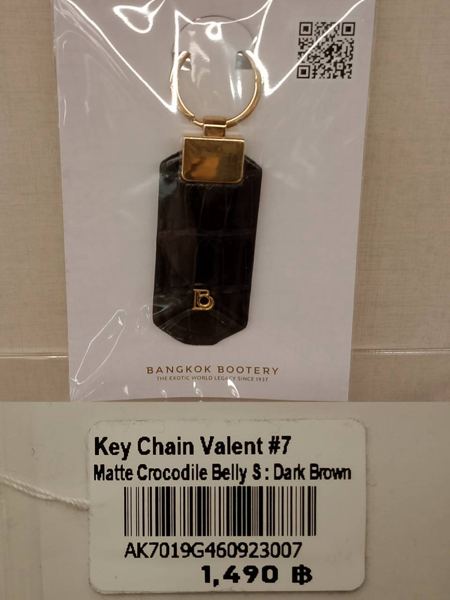 B
BANGKOK BOOTERY
THE EXOTIC WORLD LEGACY SINCE 1937
Key Chain Valent #7
Matte Crocodile Belly S : Dark Brown
AK7019G460923007
1,490 ฿